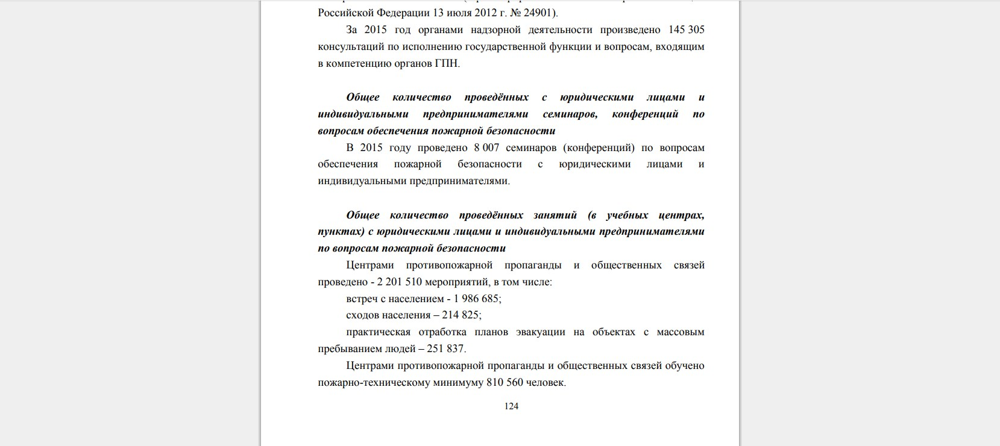 Российской Федерации 13 июля 2012 г. № 24901).
За 2015 год органами надзорной деятельности произведено 145 305
консультаций по исполнению государственной функции и вопросам, входящим
в компетенцию органов ГПН.
Общее количество проведённых с юридическими лицами и
индивидуальными предпринимателями семинаров, конференций по
вопросам обеспечения пожарной безопасности
В 2015 году проведено 8 007 семинаров (конференций) по вопросам
обеспечения пожарной безопасности с юридическими лицами и
индивидуальными предпринимателями.
Общее количество проведённых занятий (в учебных центрах,
пунктах) с юридическими лицами и индивидуальными предпринимателями
по вопросам пожарной безопасности
Центрами противопожарной пропаганды и общественных связей
проведено - 2 201 510 мероприятий, в том числе:
встреч с населением - 1 986 685;
сходов населения – 214 825;
практическая отработка планов эвакуации на объектах с массовым
пребыванием людей – 251 837.
Центрами противопожарной пропаганды и общественных связей обучено
пожарно-техническому минимуму 810 560 человек.
124